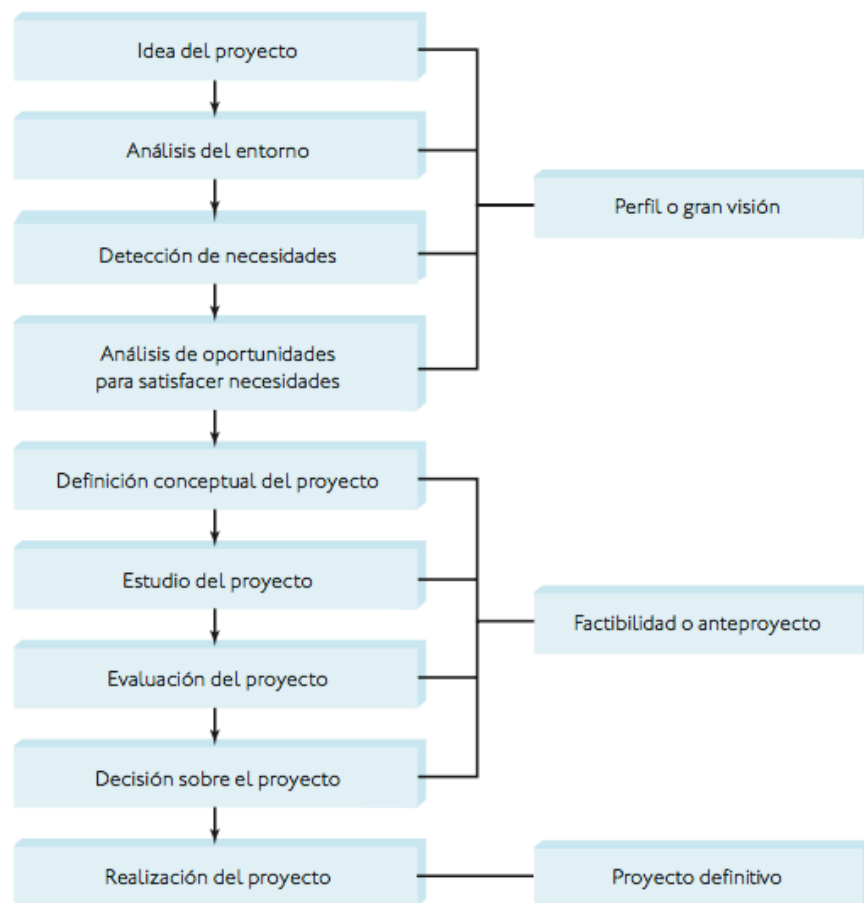 Idea del proyecto
Análisis del entorno
Detección de necesidades
Análisis de oportunidades
para satisfacer necesidades
Perfil o gran visión
Definición conceptual del proyecto
Estudio del proyecto
Evaluación del proyecto
Decisión sobre el proyecto
Factibilidad o anteproyecto
Realización del proyecto
Proyecto definitivo